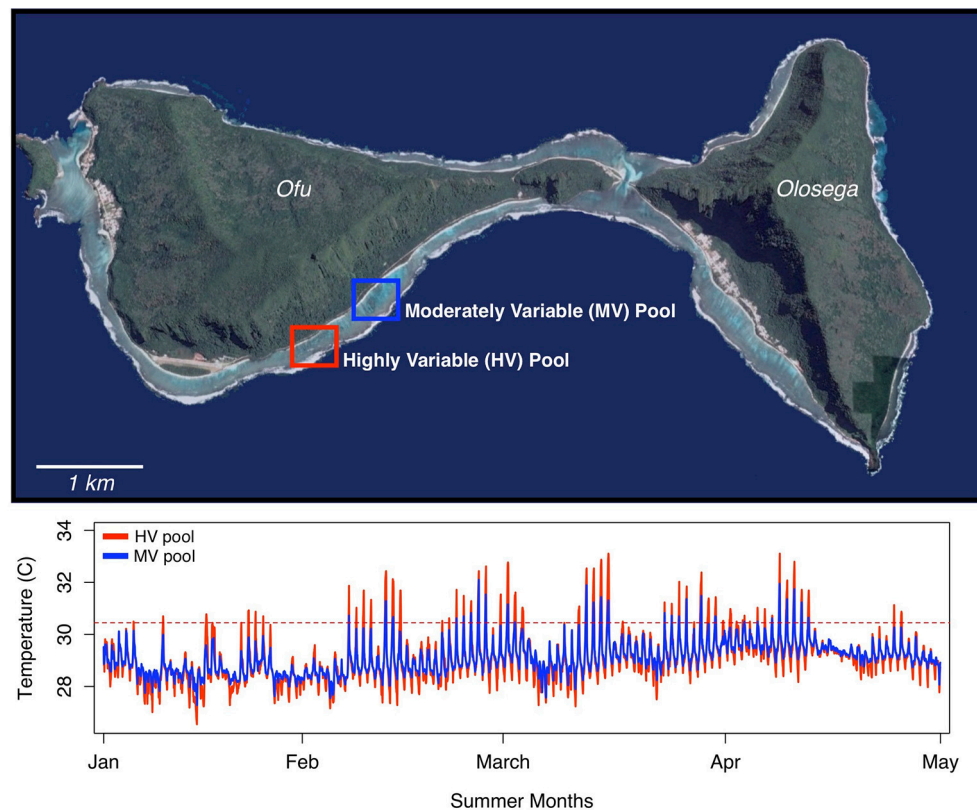 Ofu
Olosega
Moderately Variable (MV) Pool
Highly Variable (HV) Pool
1 km
34
32
30
28
Temperature (C)
HV pool
MV pool
Jan
Feb
March
Apr
May
Summer Months